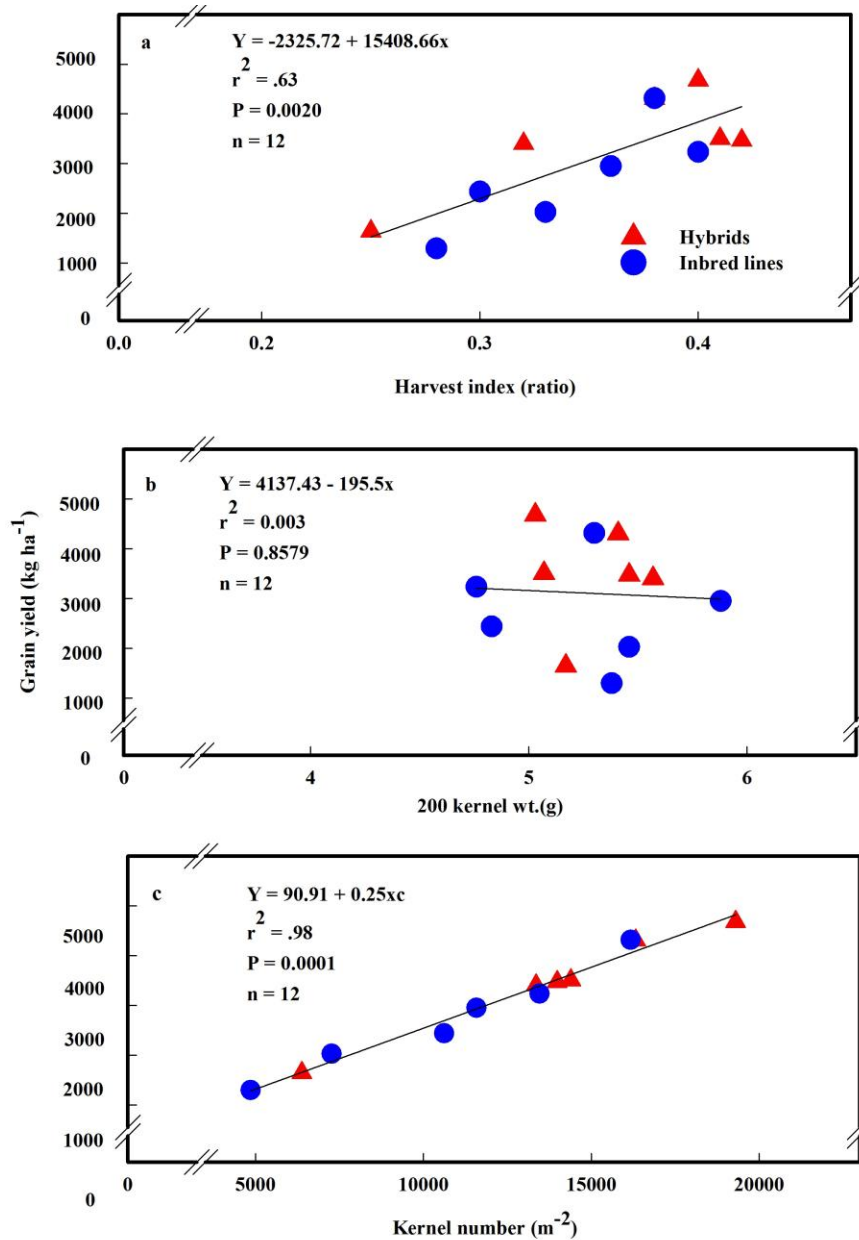 a
Y = -2325.72 + 15408.66x
r² = .63
P = 0.0020
n = 12
5000
4000
3000
2000
1000
0
Hybrids
Inbred lines
0.0 0.2 0.3 0.4
Harvest index (ratio)
Grain yield (kg ha⁻¹)
b
Y = 4137.43 - 195.5x
r² = 0.003
P = 0.8579
n = 12
5000
4000
3000
2000
1000
0
0 4 5 6
200 kernel wt.(g)
c
Y = 90.91 + 0.25xc
r² = .98
P = 0.0001
n = 12
5000
4000
3000
2000
1000
0
0 5000 10000 15000 20000
Kernel number (m⁻²)